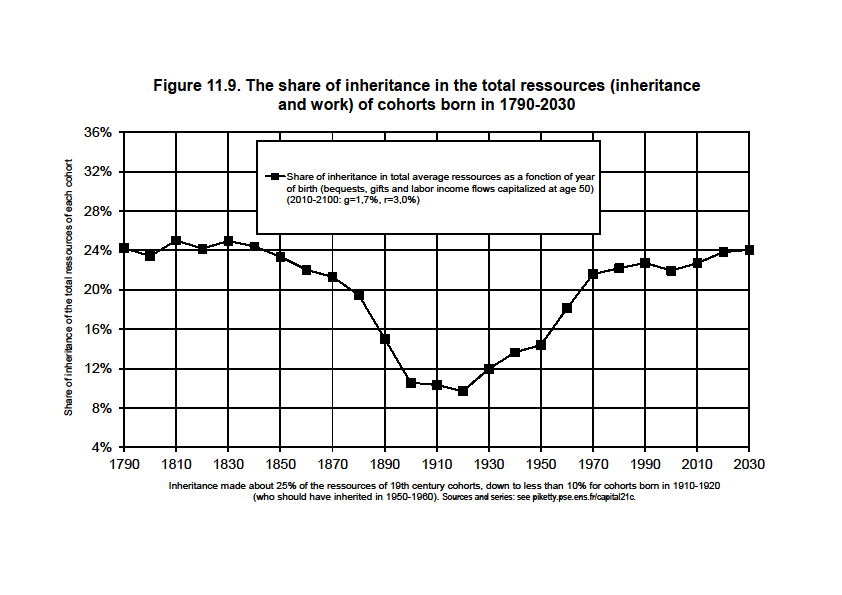 Figure 11.9. The share of inheritance in the total ressources (inheritance
and work) of cohorts born in 1790-2030
Share of inheritance of the total ressources of each cohort
36%
32%
28%
24%
20%
16%
12%
8%
4%
Share of inheritance in total average ressources as a fonction of year
of birth (bequests, gifts and labor income flows capitalized at age 50)
(2010-2100: g=1,7%, r=3,0%)
1790 1810 1830 1850 1870 1890 1910 1930 1950 1970 1990 2010 2030
Inheritance made about 25% of the ressources of 19th century cohorts, down to less than 10% for cohorts born in 1910-1920
(who should have inherited in 1950-1960). Sources and series: see piketty.pse.ens.fr/capital21c.